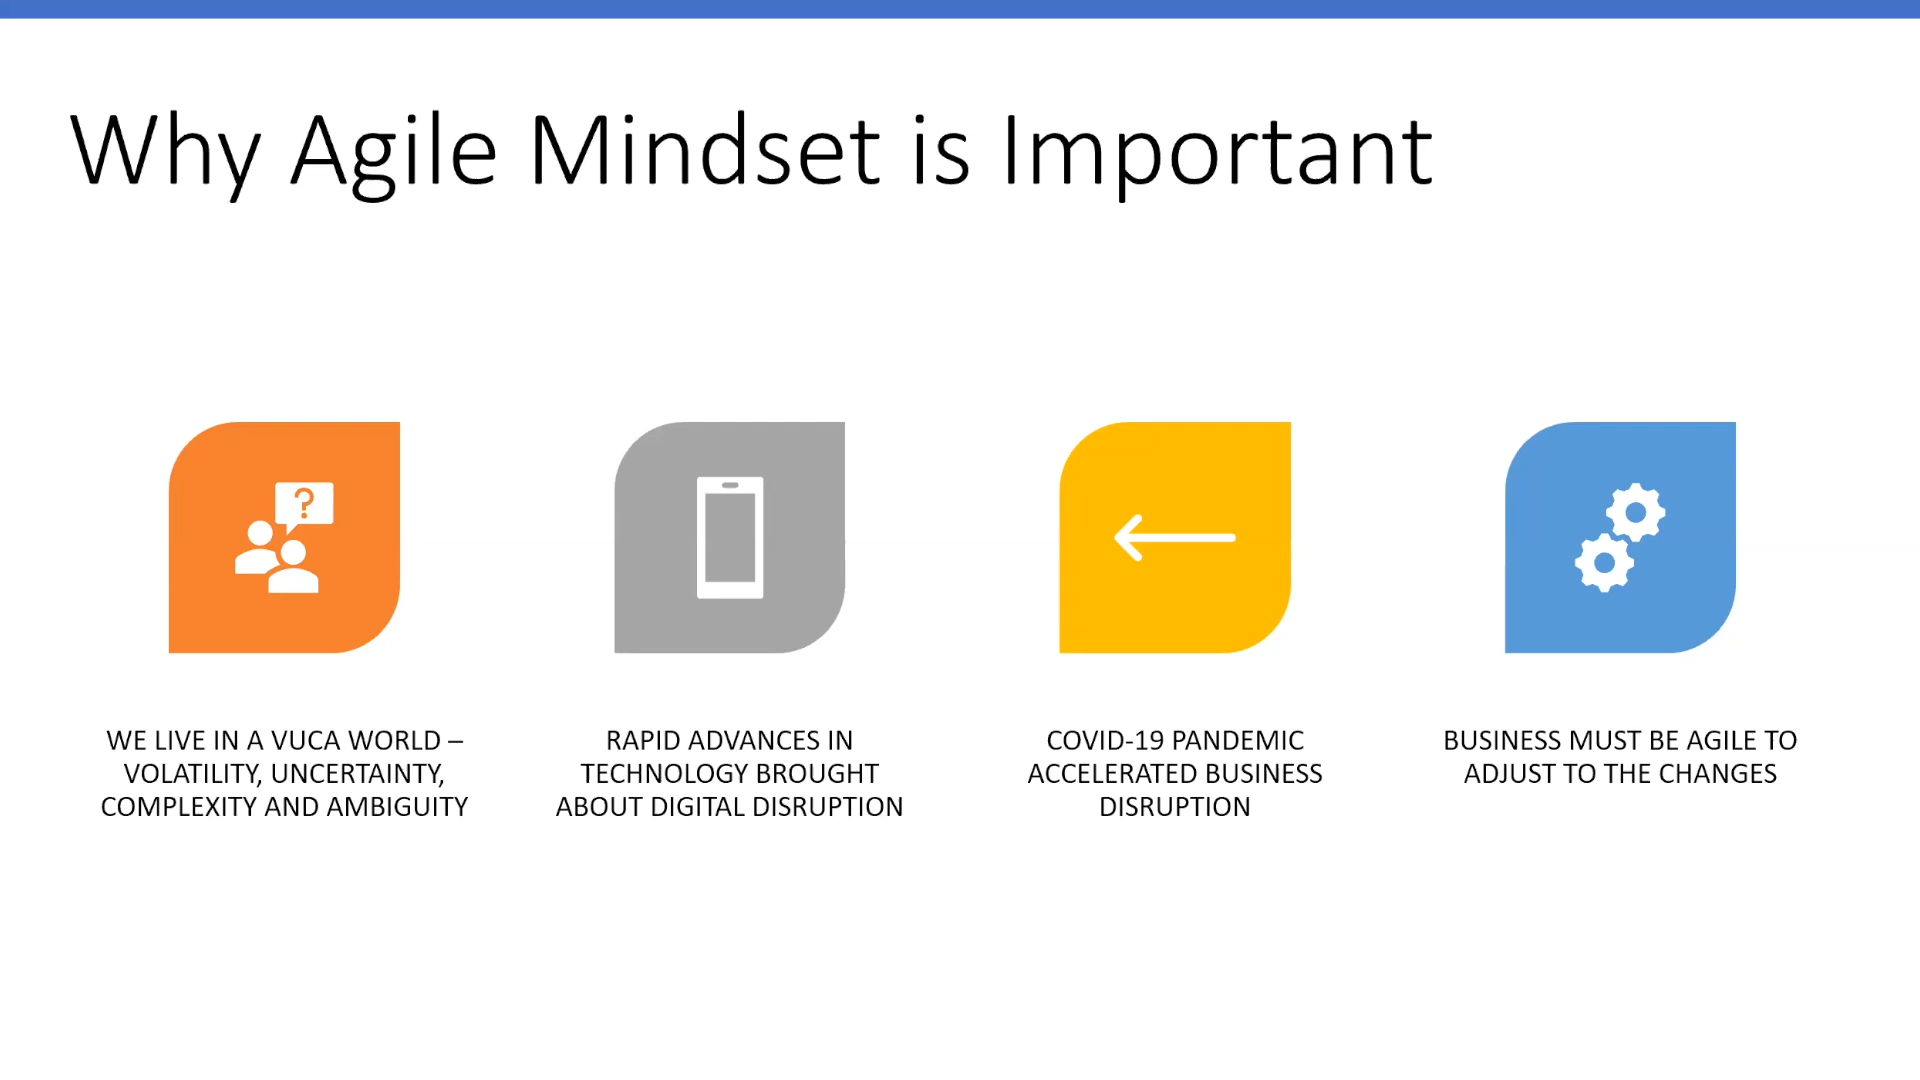 Why Agile Mindset is Important
?
WE LIVE IN A VUCA WORLD –
VOLATILITY, UNCERTAINTY,
COMPLEXITY AND AMBIGUITY
RAPID ADVANCES IN
TECHNOLOGY BROUGHT
ABOUT DIGITAL DISRUPTION
COVID-19 PANDEMIC
ACCELERATED BUSINESS
DISRUPTION
BUSINESS MUST BE AGILE TO
ADJUST TO THE CHANGES